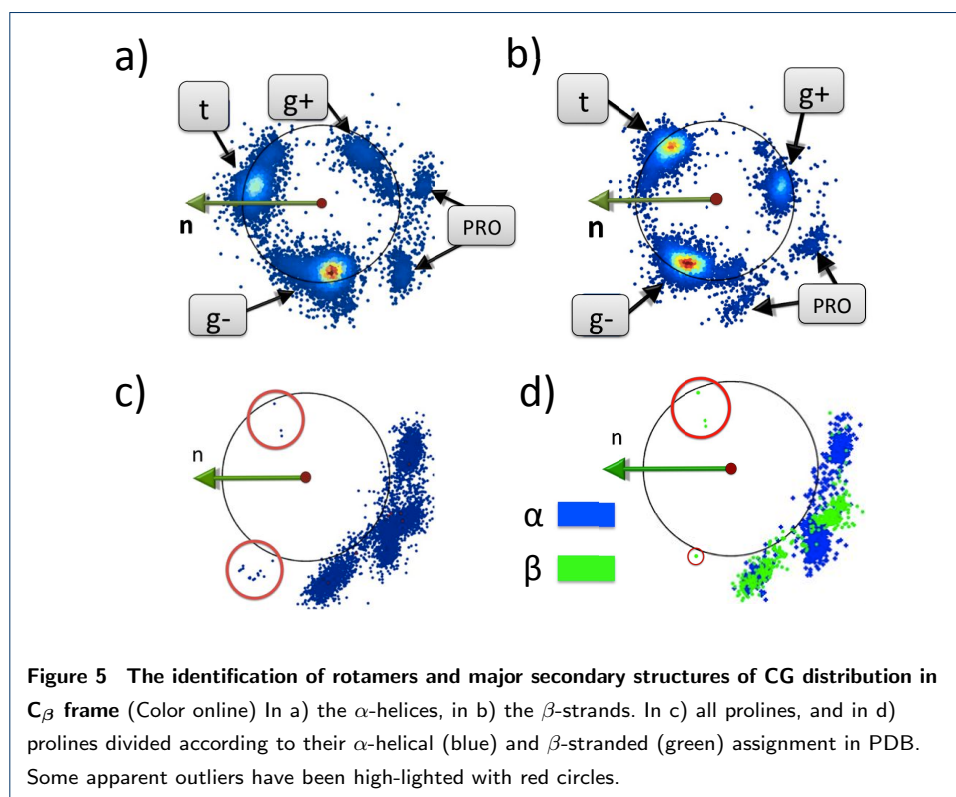 a)
t
g+
n
PRO
g-
b)
t
g+
n
PRO
g-
c)
n
d)
n
α
β
Figure 5 The identification of rotamers and major secondary structures of CG distribution in
Cβ frame (Color online) In a) the α-helices, in b) the β-strands. In c) all prolines, and in d)
prolines divided according to their α-helical (blue) and β-stranded (green) assignment in PDB.
Some apparent outliers have been high-lighted with red circles.